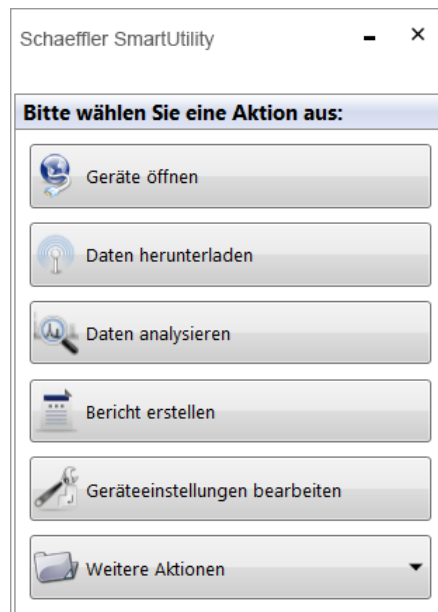 Schaeffler SmartUtility
Bitte wählen Sie eine Aktion aus:
Geräte öffnen
Daten herunterladen
Daten analysieren
Bericht erstellen
Geräteeinstellungen bearbeiten
Weitere Aktionen